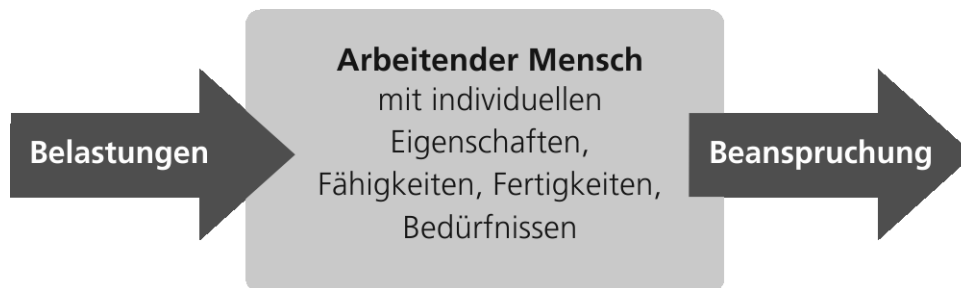 Belastungen
Arbeitender Mensch
mit individuellen
Eigenschaften,
Fähigkeiten, Fertigkeiten,
Bedürfnissen
Beanspruchung